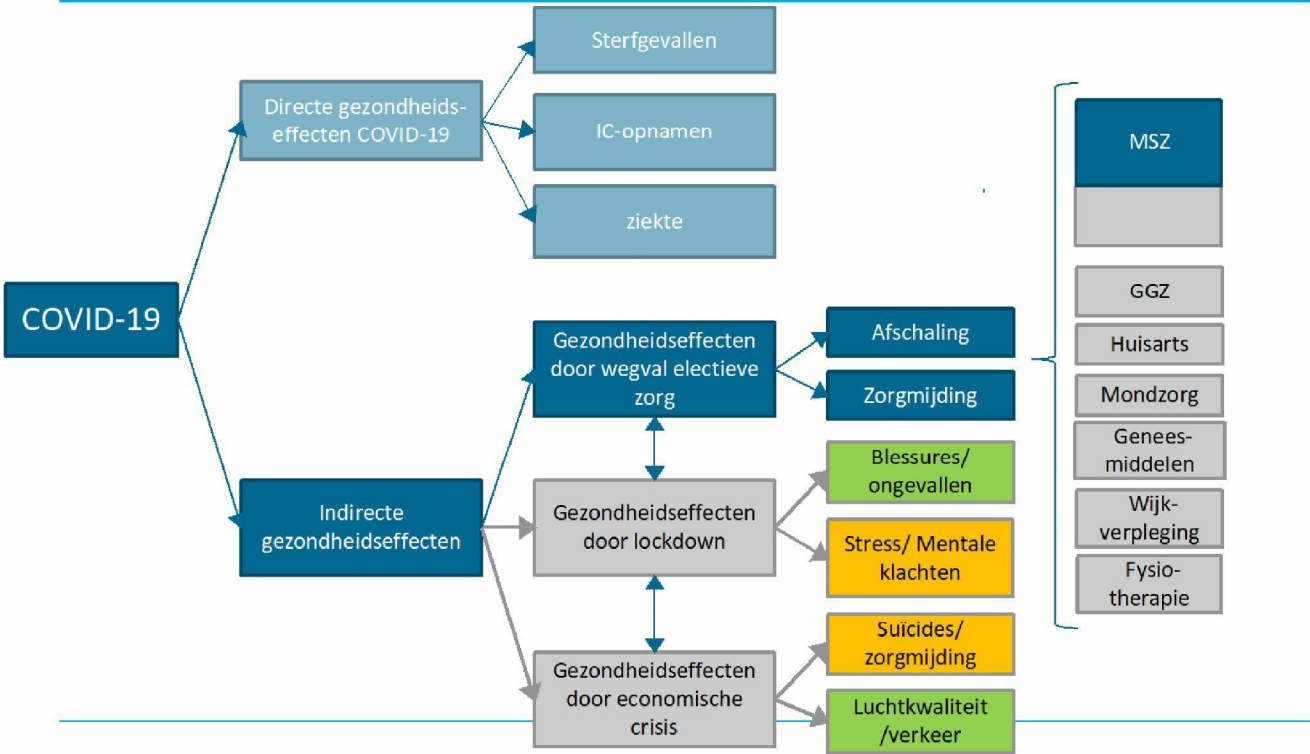 Sterfgevallen
Directe gezondheids-
effecten COVID-19
IC-opnamen
ziekte
COVID-19
Gezondheidseffecten
door wegval electieve
zorg
Afschaling
Zorgmijding
Indirecte
gezondheidseffecten
Gezondheidseffecten
door lockdown
Blessures/
ongevallen
Stress/ Mentale
klachten
Gezondheidseffecten
door economische
crisis
Suïcides/
zorgmijding
Luchtkwaliteit
/verkeer
MSZ
GGZ
Huisarts
Mondzorg
Genees-
middelen
Wijk-
verpleging
Fysio-
therapie